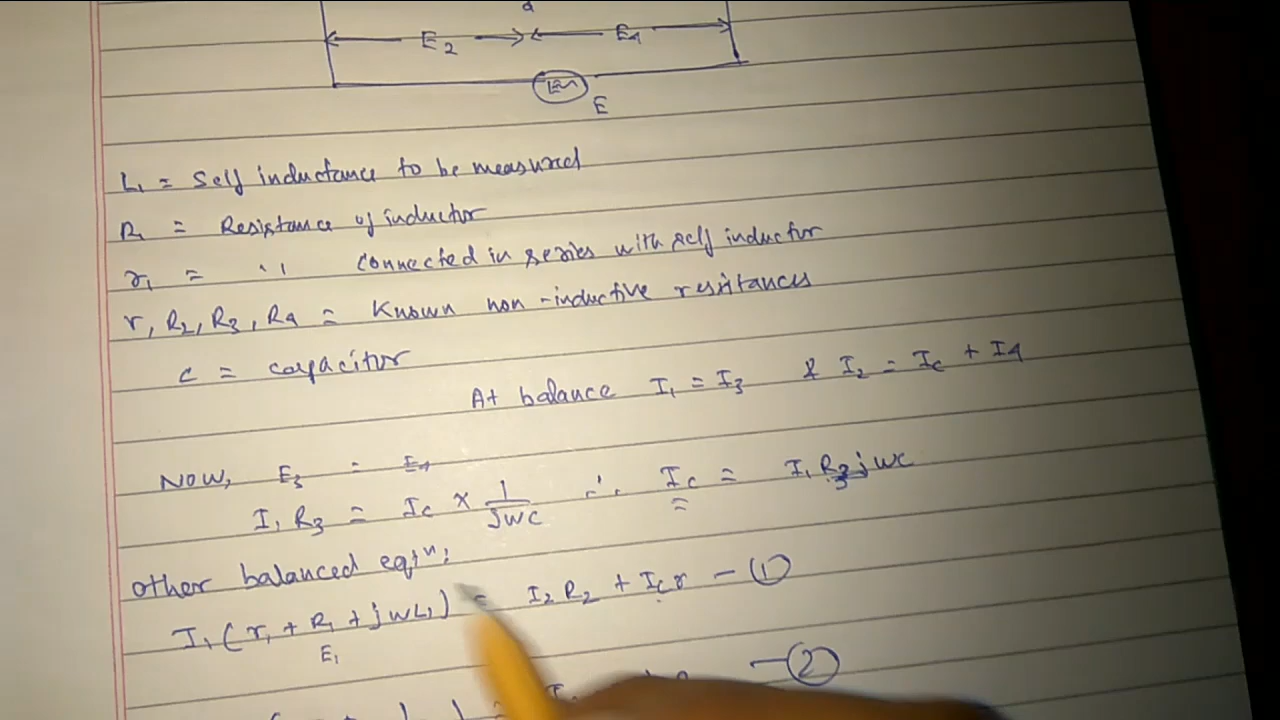 a
E2 E4
E
L1 = Self inductance to be measured
R1 = Resistance of inductor
r1 = '' connected in series with self inductor
r, R2, R3, R4 = Known non-inductive resistances
c = capacitor
At balance I1 = I3 & I2 = Ic + I4
Now, E3 = E4
I1 R3 = Ic × 1/jwc ∴ Ic = I1 R3 jwc
other balanced eqtn:
I1 (r1 + R1 + jwL1) = I2 R2 + Ic r — ①
E1
— ②